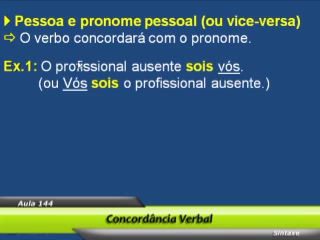 Pessoa e pronome pessoal (ou vice-versa)
⇨ O verbo concordará com o pronome.
Ex.1: O profissional ausente sois vós.
(ou Vós sois o profissional ausente.)
Aula 144
Concordância Verbal
Sintaxe